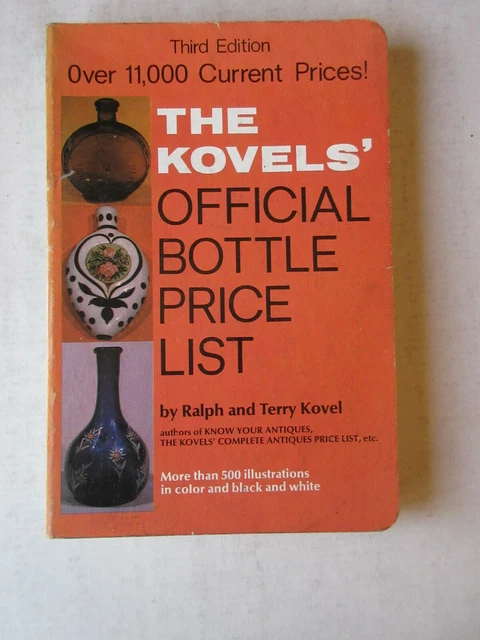 Third Edition
Over 11,000 Current Prices!
THE
KOVELS'
OFFICIAL
BOTTLE
PRICE
LIST
by Ralph and Terry Kovel
authors of KNOW YOUR ANTIQUES,
THE KOVELS' COMPLETE ANTIQUES PRICE LIST, etc.
More than 500 illustrations
in color and black and white